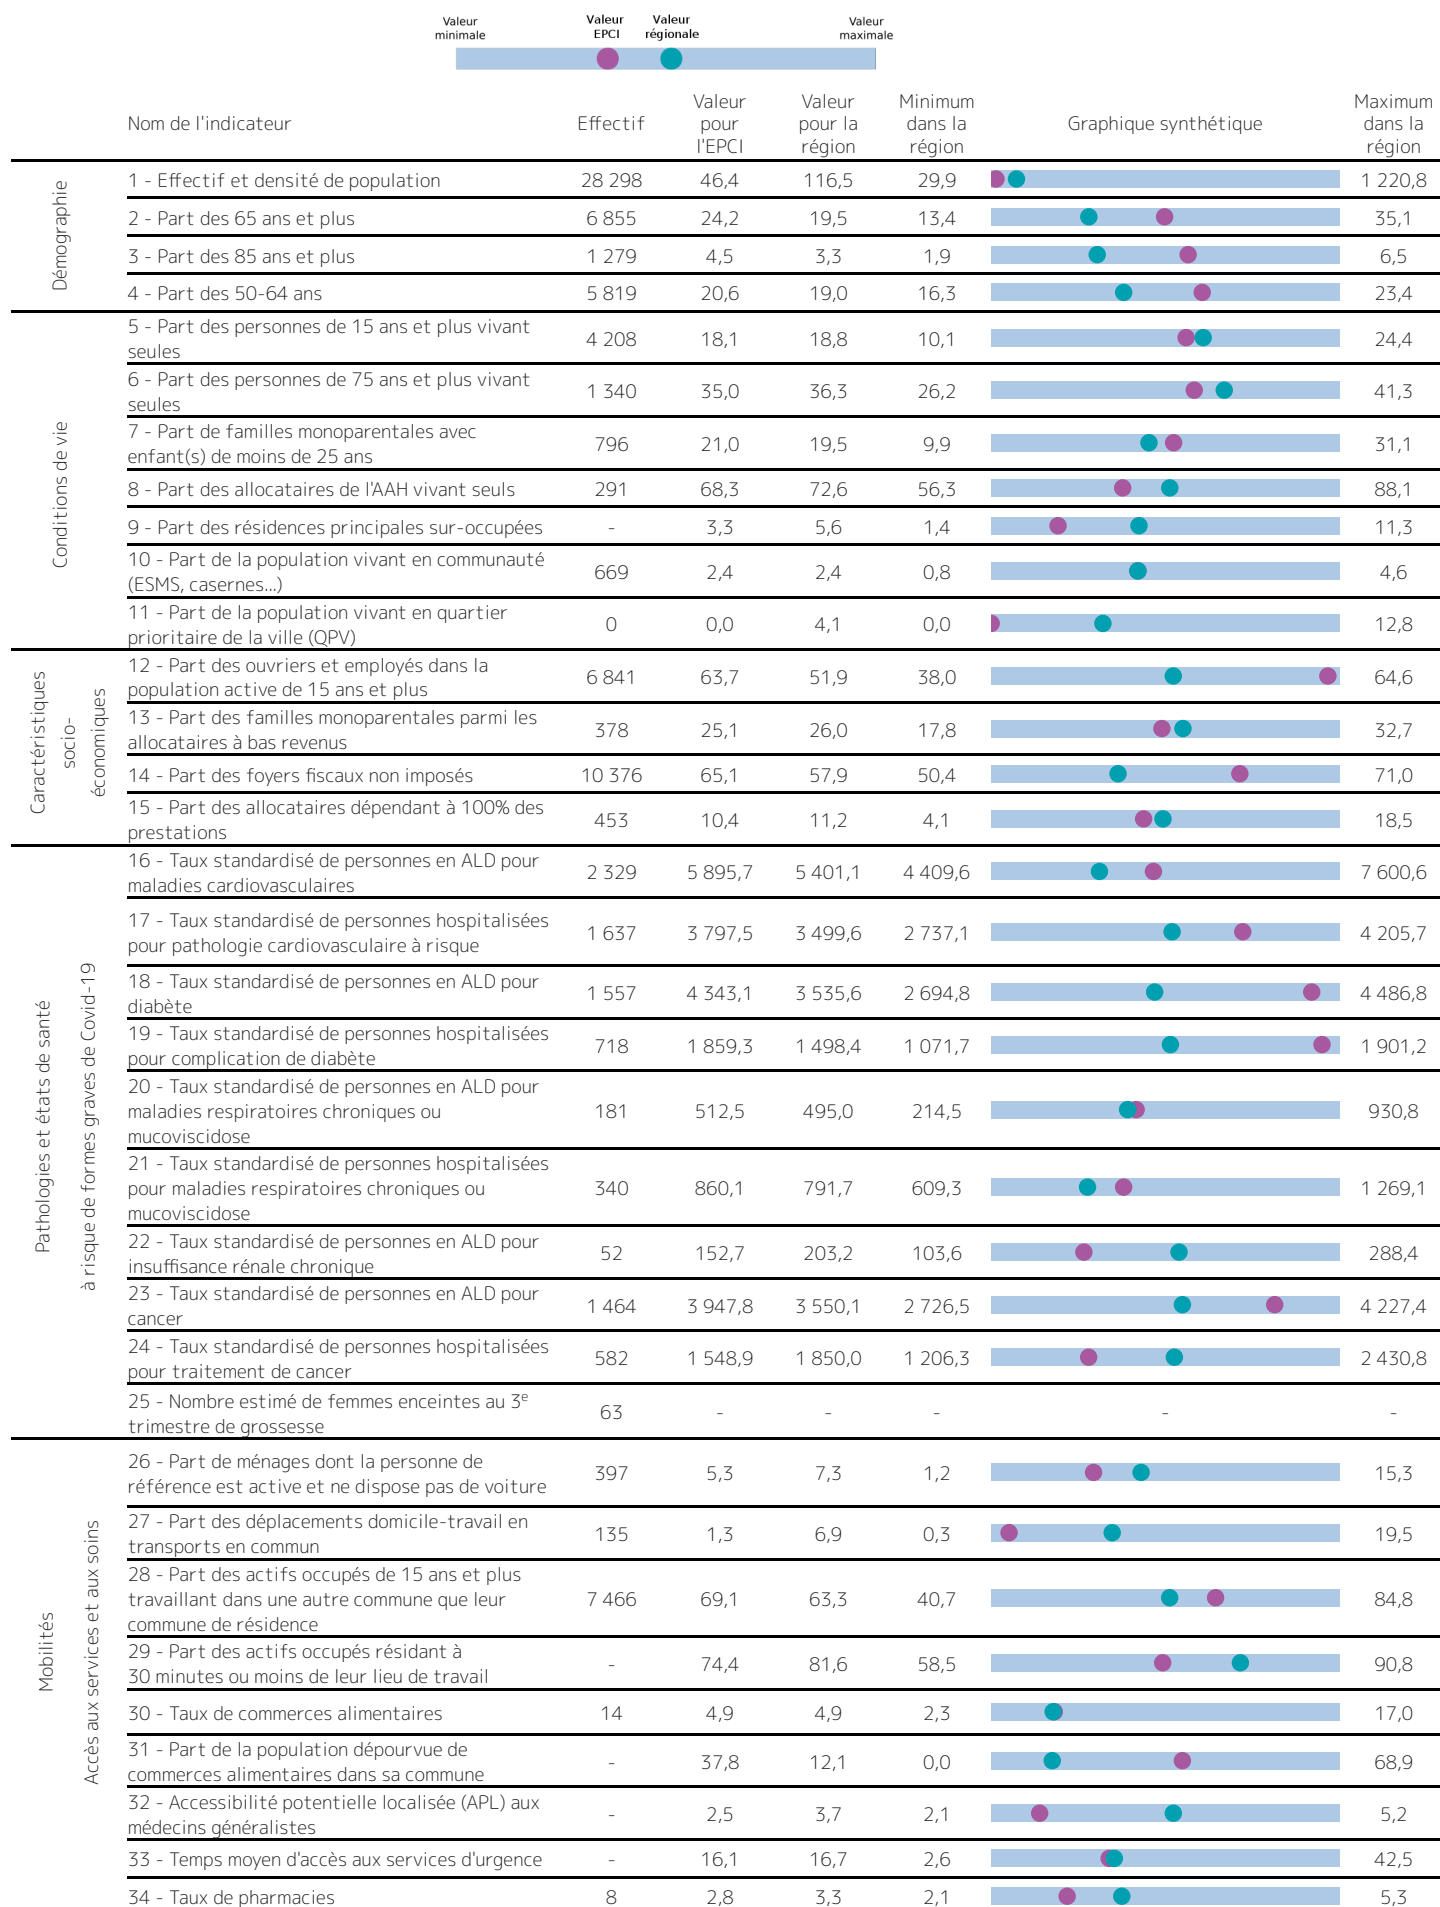 Valeur
minimale
Valeur
EPCI
Valeur
régionale
Valeur
maximale
Nom de l'indicateur
Effectif
Valeur
pour
l'EPCI
Valeur
pour la
région
Minimum
dans la
région
Graphique synthétique
Maximum
dans la
région
Démographie
1 - Effectif et densité de population 28 298 46,4 116,5 29,9 1 220,8
2 - Part des 65 ans et plus 6 855 24,2 19,5 13,4 35,1
3 - Part des 85 ans et plus 1 279 4,5 3,3 1,9 6,5
4 - Part des 50-64 ans 5 819 20,6 19,0 16,3 23,4
Conditions de vie
5 - Part des personnes de 15 ans et plus vivant
seules
4 208 18,1 18,8 10,1 24,4
6 - Part des personnes de 75 ans et plus vivant
seules
1 340 35,0 36,3 26,2 41,3
7 - Part de familles monoparentales avec
enfant(s) de moins de 25 ans
796 21,0 19,5 9,9 31,1
8 - Part des allocataires de l'AAH vivant seuls 291 68,3 72,6 56,3 88,1
9 - Part des résidences principales sur-occupées - 3,3 5,6 1,4 11,3
10 - Part de la population vivant en communauté
(ESMS, casernes...)
669 2,4 2,4 0,8 4,6
11 - Part de la population vivant en quartier
prioritaire de la ville (QPV)
0 0,0 4,1 0,0 12,8
Caractéristiques
socio-
économiques
12 - Part des ouvriers et employés dans la
population active de 15 ans et plus
6 841 63,7 51,9 38,0 64,6
13 - Part des familles monoparentales parmi les
allocataires à bas revenus
378 25,1 26,0 17,8 32,7
14 - Part des foyers fiscaux non imposés 10 376 65,1 57,9 50,4 71,0
15 - Part des allocataires dépendant à 100% des
prestations
453 10,4 11,2 4,1 18,5
Pathologies et états de santé
à risque de formes graves de Covid-19
16 - Taux standardisé de personnes en ALD pour
maladies cardiovasculaires
2 329 5 895,7 5 401,1 4 409,6 7 600,6
17 - Taux standardisé de personnes hospitalisées
pour pathologie cardiovasculaire à risque
1 637 3 797,5 3 499,6 2 737,1 4 205,7
18 - Taux standardisé de personnes en ALD pour
diabète
1 557 4 343,1 3 535,6 2 694,8 4 486,8
19 - Taux standardisé de personnes hospitalisées
pour complication de diabète
718 1 859,3 1 498,4 1 071,7 1 901,2
20 - Taux standardisé de personnes en ALD pour
maladies respiratoires chroniques ou
mucoviscidose
181 512,5 495,0 214,5 930,8
21 - Taux standardisé de personnes hospitalisées
pour maladies respiratoires chroniques ou
mucoviscidose
340 860,1 791,7 609,3 1 269,1
22 - Taux standardisé de personnes en ALD pour
insuffisance rénale chronique
52 152,7 203,2 103,6 288,4
23 - Taux standardisé de personnes en ALD pour
cancer
1 464 3 947,8 3 550,1 2 726,5 4 227,4
24 - Taux standardisé de personnes hospitalisées
pour traitement de cancer
582 1 548,9 1 850,0 1 206,3 2 430,8
25 - Nombre estimé de femmes enceintes au 3e
trimestre de grossesse
63 - - - - -
Mobilités
Accès aux services et aux soins
26 - Part de ménages dont la personne de
référence est active et ne dispose pas de voiture
397 5,3 7,3 1,2 15,3
27 - Part des déplacements domicile-travail en
transports en commun
135 1,3 6,9 0,3 19,5
28 - Part des actifs occupés de 15 ans et plus
travaillant dans une autre commune que leur
commune de résidence
7 466 69,1 63,3 40,7 84,8
29 - Part des actifs occupés résidant à
30 minutes ou moins de leur lieu de travail
- 74,4 81,6 58,5 90,8
30 - Taux de commerces alimentaires 14 4,9 4,9 2,3 17,0
31 - Part de la population dépourvue de
commerces alimentaires dans sa commune
- 37,8 12,1 0,0 68,9
32 - Accessibilité potentielle localisée (APL) aux
médecins généralistes
- 2,5 3,7 2,1 5,2
33 - Temps moyen d'accès aux services d'urgence - 16,1 16,7 2,6 42,5
34 - Taux de pharmacies 8 2,8 3,3 2,1 5,3